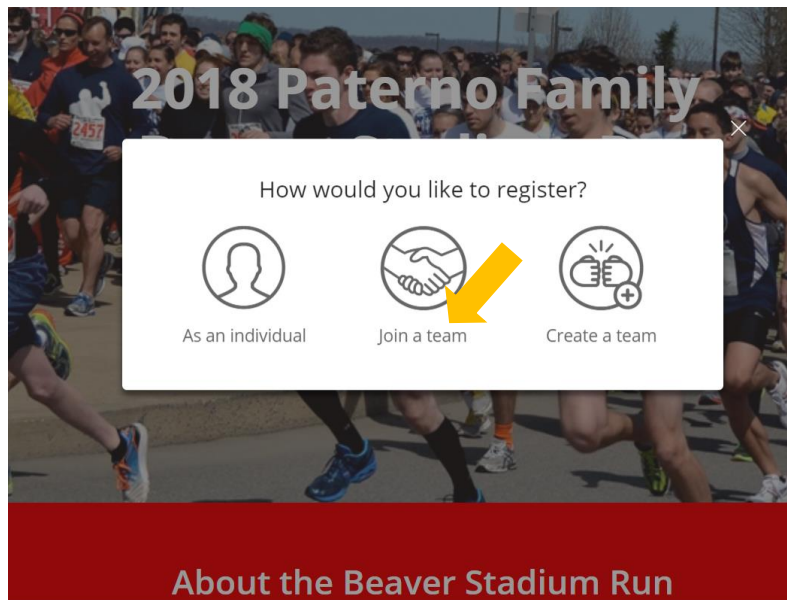 2018 Paterno Family
How would you like to register?
As an individual
Join a team
Create a team
About the Beaver Stadium Run
2457